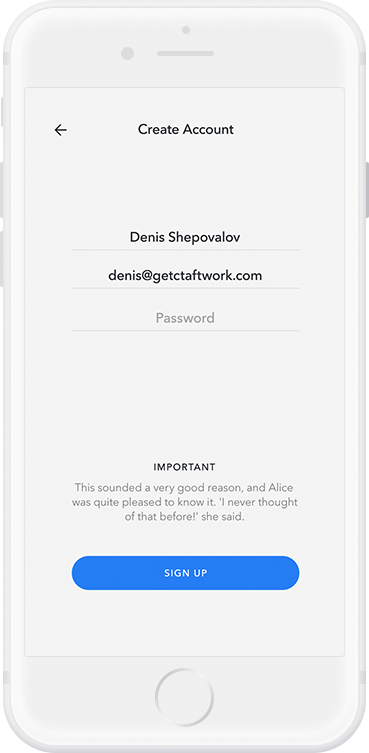 Create Account
Denis Shepovalov
denis@getctaftwork.com
Password
IMPORTANT
This sounded a very good reason, and Alice
was quite pleased to know it. 'I never thought
of that before!' she said.
SIGN UP